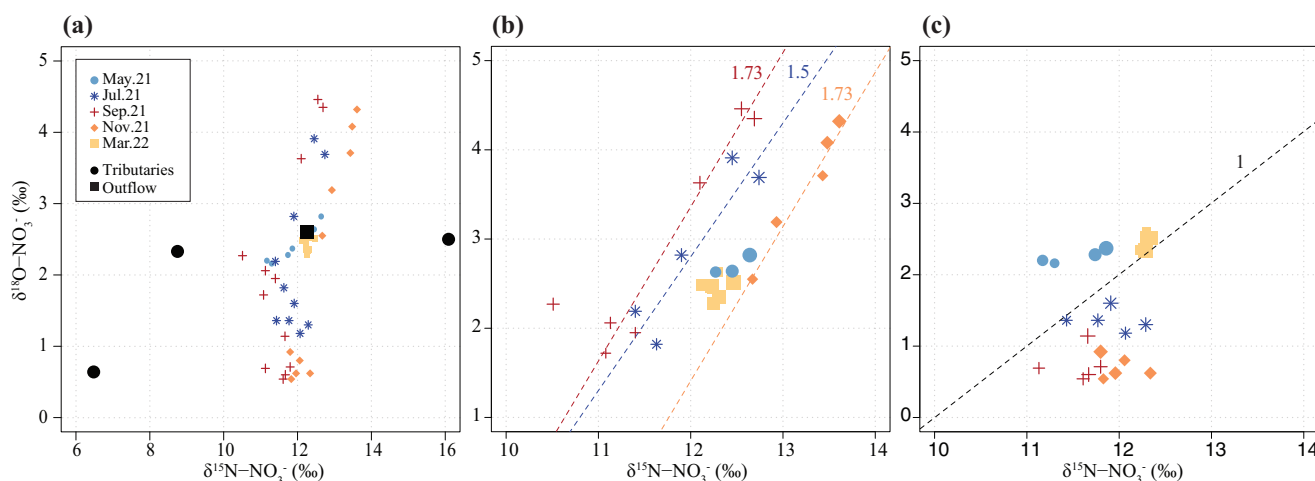 (a)
5
4
3
2
1
0
δ¹⁸O−NO₃⁻ (‰)
May.21
Jul.21
Sep.21
Nov.21
Mar.22
Tributaries
Outflow
6 8 10 12 14 16
δ¹⁵N−NO₃⁻ (‰)
(b)
1.73
1.5
1.73
5
4
3
2
1
10 11 12 13 14
δ¹⁵N−NO₃⁻ (‰)
(c)
1
5
4
3
2
1
0
10 11 12 13 14
δ¹⁵N−NO₃⁻ (‰)